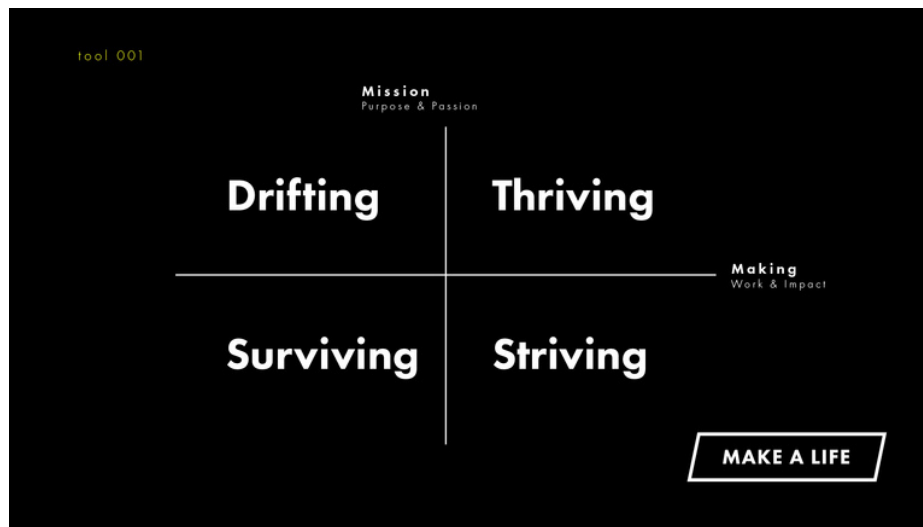 tool 001
Mission
Purpose & Passion
Drifting
Thriving
Making
Work & Impact
Surviving
Striving
MAKE A LIFE